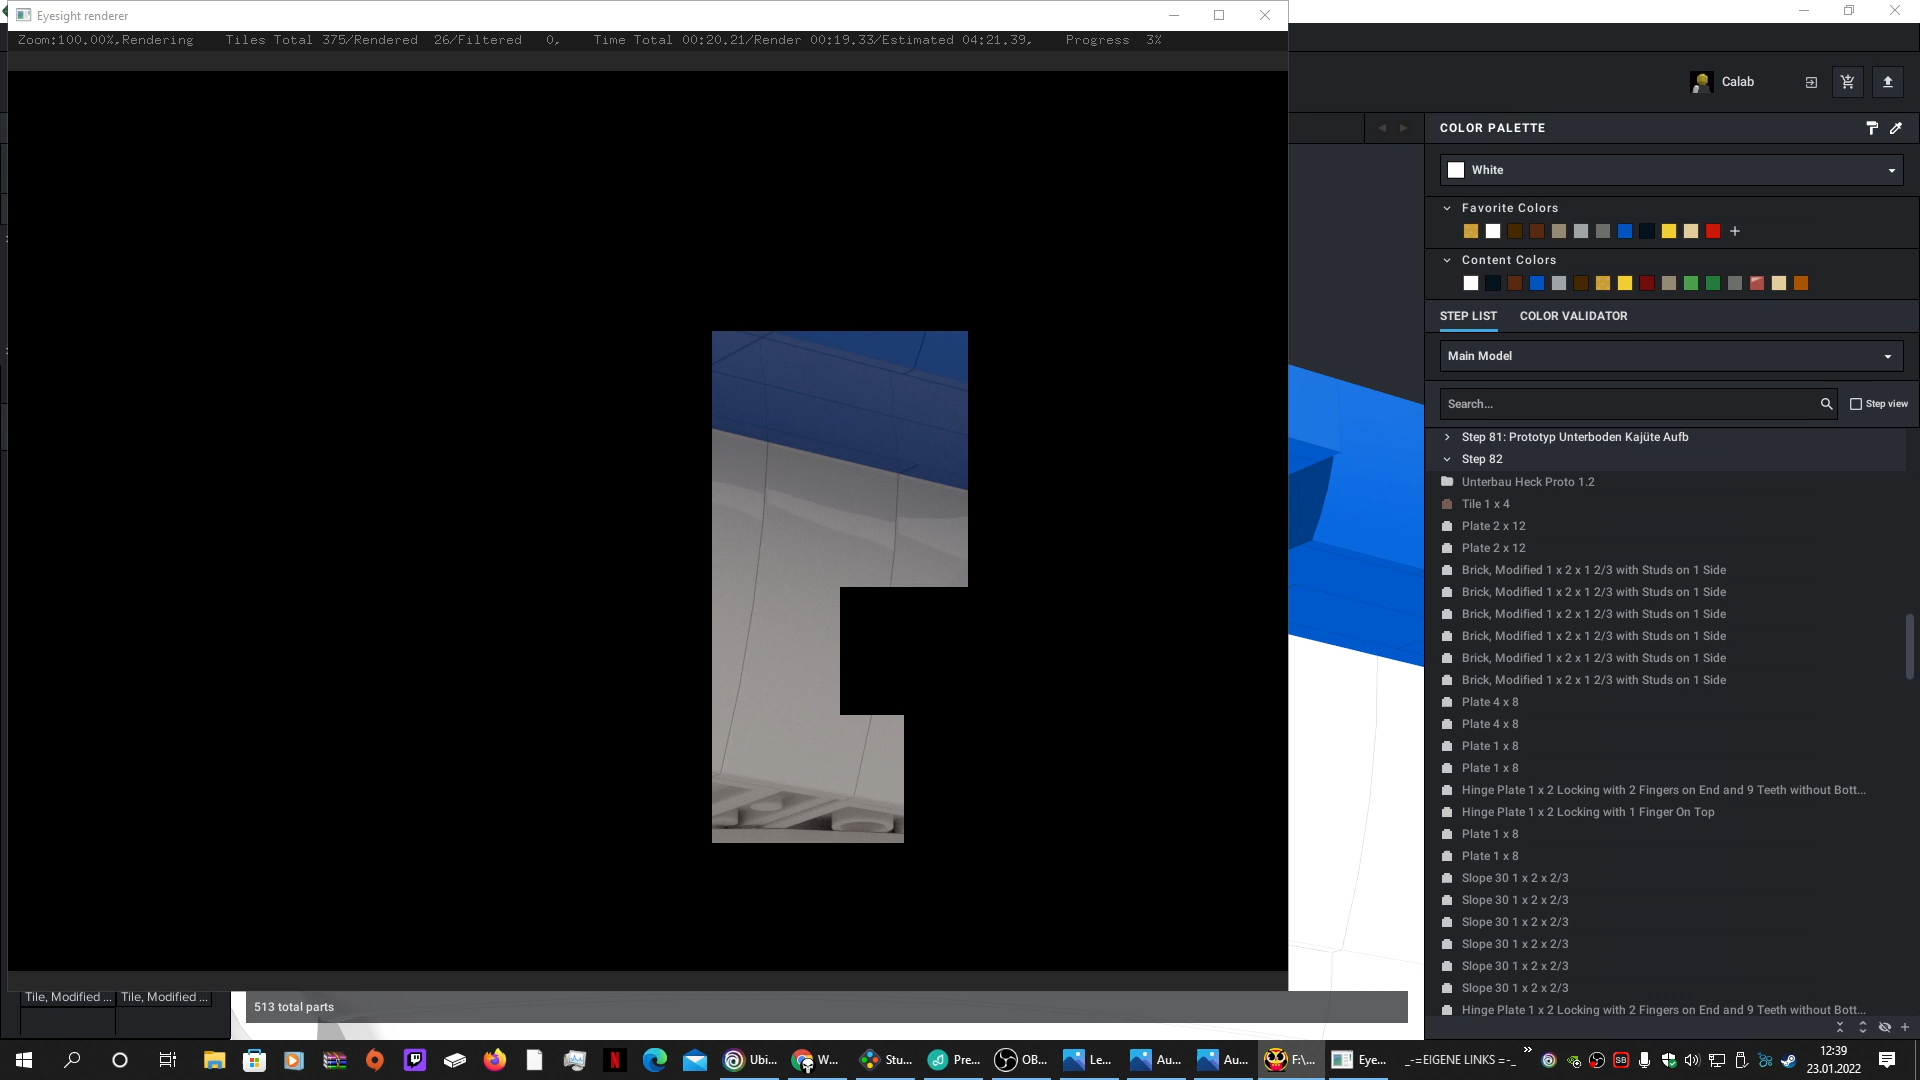 Eyesight renderer
Zoom:100.00%,Rendering Tiles Total 375/Rendered 26/Filtered 0, Time Total 00:20.21/Render 00:19.33/Estimated 04:21.39, Progress 3%
Calab
COLOR PALETTE
White
Favorite Colors
Content Colors
STEP LIST COLOR VALIDATOR
Main Model
Search... Step view
Step 81: Prototyp Unterboden Kajüte Aufb
Step 82
Unterbau Heck Proto 1.2
Tile 1 x 4
Plate 2 x 12
Plate 2 x 12
Brick, Modified 1 x 2 x 1 2/3 with Studs on 1 Side
Brick, Modified 1 x 2 x 1 2/3 with Studs on 1 Side
Brick, Modified 1 x 2 x 1 2/3 with Studs on 1 Side
Brick, Modified 1 x 2 x 1 2/3 with Studs on 1 Side
Brick, Modified 1 x 2 x 1 2/3 with Studs on 1 Side
Brick, Modified 1 x 2 x 1 2/3 with Studs on 1 Side
Plate 4 x 8
Plate 4 x 8
Plate 1 x 8
Plate 1 x 8
Hinge Plate 1 x 2 Locking with 2 Fingers on End and 9 Teeth without Bott...
Hinge Plate 1 x 2 Locking with 1 Finger On Top
Plate 1 x 8
Plate 1 x 8
Slope 30 1 x 2 x 2/3
Slope 30 1 x 2 x 2/3
Slope 30 1 x 2 x 2/3
Slope 30 1 x 2 x 2/3
Slope 30 1 x 2 x 2/3
Slope 30 1 x 2 x 2/3
Hinge Plate 1 x 2 Locking with 2 Fingers on End and 9 Teeth without Bott...
Tile, Modified ... Tile, Modified ...
513 total parts
Ubi... W... Stu... Pre... OB... Le... Au... Au... F:\... Eye... _-=EIGENE LINKS =-_ » SB 12:39
23.01.2022